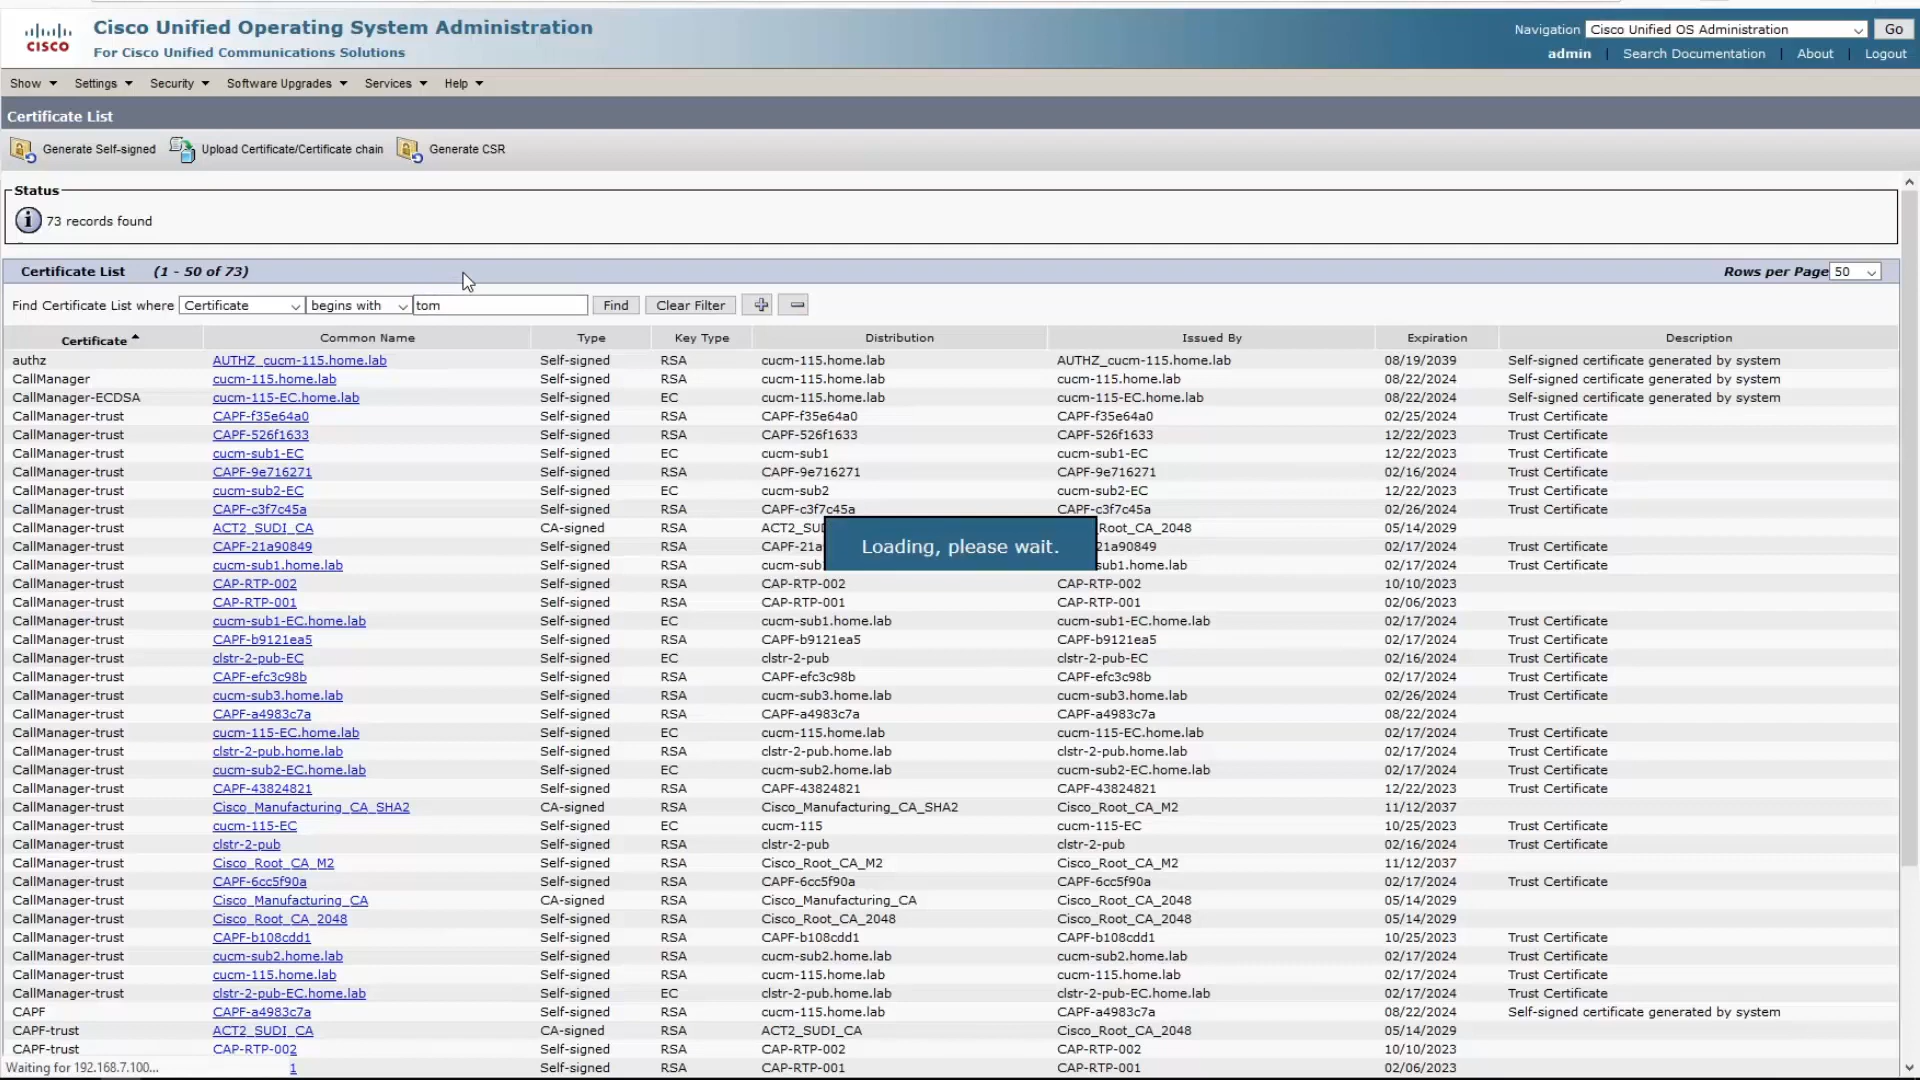 Cisco Unified Operating System Administration
For Cisco Unified Communications Solutions
CISCO
Navigation Cisco Unified OS Administration Go
admin | Search Documentation | About | Logout
Show Settings Security Software Upgrades Services Help
Certificate List
Generate Self-signed Upload Certificate/Certificate chain Generate CSR
Status
73 records found
Certificate List (1 - 50 of 73) Rows per Page 50
Find Certificate List where Certificate begins with tom Find Clear Filter
Certificate Common Name Type Key Type Distribution Issued By Expiration Description
authz AUTHZ_cucm-115.home.lab Self-signed RSA cucm-115.home.lab AUTHZ_cucm-115.home.lab 08/19/2039 Self-signed certificate generated by system
CallManager cucm-115.home.lab Self-signed RSA cucm-115.home.lab cucm-115.home.lab 08/22/2024 Self-signed certificate generated by system
CallManager-ECDSA cucm-115-EC.home.lab Self-signed EC cucm-115.home.lab cucm-115-EC.home.lab 08/22/2024 Self-signed certificate generated by system
CallManager-trust CAPF-f35e64a0 Self-signed RSA CAPF-f35e64a0 CAPF-f35e64a0 02/25/2024 Trust Certificate
CallManager-trust CAPF-526f1633 Self-signed RSA CAPF-526f1633 CAPF-526f1633 12/22/2023 Trust Certificate
CallManager-trust cucm-sub1-EC Self-signed EC cucm-sub1 cucm-sub1-EC 12/22/2023 Trust Certificate
CallManager-trust CAPF-9e716271 Self-signed RSA CAPF-9e716271 CAPF-9e716271 02/16/2024 Trust Certificate
CallManager-trust cucm-sub2-EC Self-signed EC cucm-sub2 cucm-sub2-EC 12/22/2023 Trust Certificate
CallManager-trust CAPF-c3f7c45a Self-signed RSA CAPF-c3f7c45a CAPF-c3f7c45a 02/26/2024 Trust Certificate
CallManager-trust ACT2_SUDI_CA CA-signed RSA ACT2_SUD Root_CA_2048 05/14/2029
Loading, please wait.
CallManager-trust CAPF-21a90849 Self-signed RSA CAPF-21a 21a90849 02/17/2024 Trust Certificate
CallManager-trust cucm-sub1.home.lab Self-signed RSA cucm-sub sub1.home.lab 02/17/2024 Trust Certificate
CallManager-trust CAP-RTP-002 Self-signed RSA CAP-RTP-002 CAP-RTP-002 10/10/2023
CallManager-trust CAP-RTP-001 Self-signed RSA CAP-RTP-001 CAP-RTP-001 02/06/2023
CallManager-trust cucm-sub1-EC.home.lab Self-signed EC cucm-sub1.home.lab cucm-sub1-EC.home.lab 02/17/2024 Trust Certificate
CallManager-trust CAPF-b9121ea5 Self-signed RSA CAPF-b9121ea5 CAPF-b9121ea5 02/17/2024 Trust Certificate
CallManager-trust clstr-2-pub-EC Self-signed EC clstr-2-pub clstr-2-pub-EC 02/16/2024 Trust Certificate
CallManager-trust CAPF-efc3c98b Self-signed RSA CAPF-efc3c98b CAPF-efc3c98b 02/17/2024 Trust Certificate
CallManager-trust cucm-sub3.home.lab Self-signed RSA cucm-sub3.home.lab cucm-sub3.home.lab 02/26/2024 Trust Certificate
CallManager-trust CAPF-a4983c7a Self-signed RSA CAPF-a4983c7a CAPF-a4983c7a 08/22/2024
CallManager-trust cucm-115-EC.home.lab Self-signed EC cucm-115.home.lab cucm-115-EC.home.lab 02/17/2024 Trust Certificate
CallManager-trust clstr-2-pub.home.lab Self-signed RSA clstr-2-pub.home.lab clstr-2-pub.home.lab 02/17/2024 Trust Certificate
CallManager-trust cucm-sub2-EC.home.lab Self-signed EC cucm-sub2.home.lab cucm-sub2-EC.home.lab 02/17/2024 Trust Certificate
CallManager-trust CAPF-43824821 Self-signed RSA CAPF-43824821 CAPF-43824821 12/22/2023 Trust Certificate
CallManager-trust Cisco_Manufacturing_CA_SHA2 CA-signed RSA Cisco_Manufacturing_CA_SHA2 Cisco_Root_CA_M2 11/12/2037
CallManager-trust cucm-115-EC Self-signed EC cucm-115 cucm-115-EC 10/25/2023 Trust Certificate
CallManager-trust clstr-2-pub Self-signed RSA clstr-2-pub clstr-2-pub 02/16/2024 Trust Certificate
CallManager-trust Cisco_Root_CA_M2 Self-signed RSA Cisco_Root_CA_M2 Cisco_Root_CA_M2 11/12/2037
CallManager-trust CAPF-6cc5f90a Self-signed RSA CAPF-6cc5f90a CAPF-6cc5f90a 02/17/2024 Trust Certificate
CallManager-trust Cisco_Manufacturing_CA CA-signed RSA Cisco_Manufacturing_CA Cisco_Root_CA_2048 05/14/2029
CallManager-trust Cisco_Root_CA_2048 Self-signed RSA Cisco_Root_CA_2048 Cisco_Root_CA_2048 05/14/2029
CallManager-trust CAPF-b108cdd1 Self-signed RSA CAPF-b108cdd1 CAPF-b108cdd1 10/25/2023 Trust Certificate
CallManager-trust cucm-sub2.home.lab Self-signed RSA cucm-sub2.home.lab cucm-sub2.home.lab 02/17/2024 Trust Certificate
CallManager-trust cucm-115.home.lab Self-signed RSA cucm-115.home.lab cucm-115.home.lab 02/17/2024 Trust Certificate
CallManager-trust clstr-2-pub-EC.home.lab Self-signed EC clstr-2-pub.home.lab clstr-2-pub-EC.home.lab 02/17/2024 Trust Certificate
CAPF CAPF-a4983c7a Self-signed RSA cucm-115.home.lab CAPF-a4983c7a 08/22/2024 Self-signed certificate generated by system
CAPF-trust ACT2_SUDI_CA CA-signed RSA ACT2_SUDI_CA Cisco_Root_CA_2048 05/14/2029
CAPF-trust CAP-RTP-002 Self-signed RSA CAP-RTP-002 CAP-RTP-002 10/10/2023
Waiting for 192.168.7.100... 1 Self-signed RSA CAP-RTP-001 CAP-RTP-001 02/06/2023